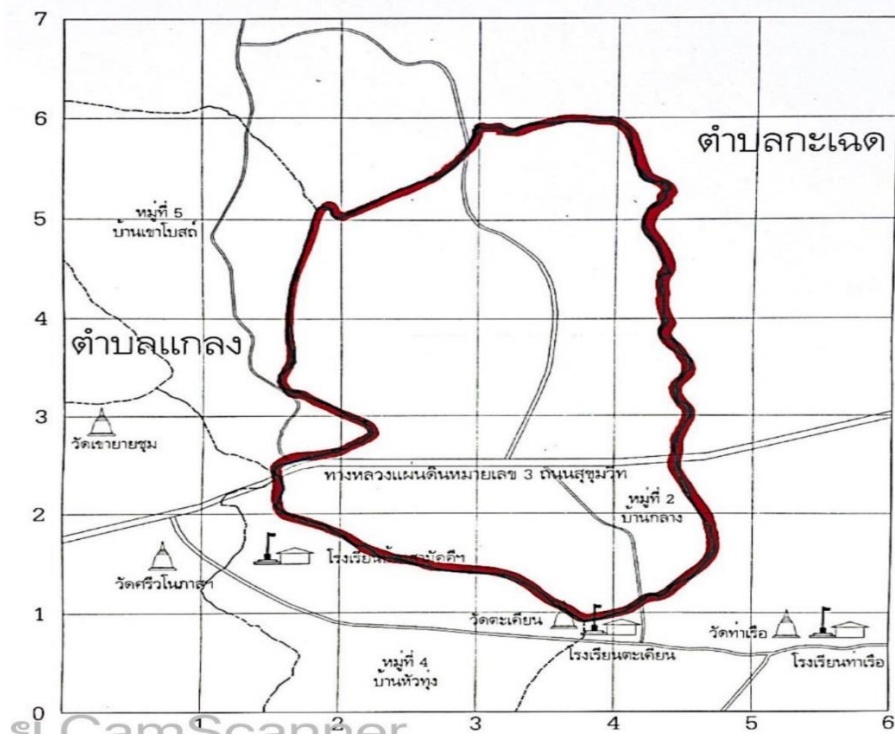 7
6
ตำบลกะเฉด
หมู่ที่ 5
บ้านเขาโบสถ์
5
4
ตำบลแกลง
3
วัดเขายายชุม
ทางหลวงแผ่นดินหมายเลข 3 ถนนสุขุมวิท
หมู่ที่ 2
บ้านกลาง
2
โรงเรียน
วัดศรีวโนภาส
1
วัดตะเคียน
วัดท่าเรือ
โรงเรียนตะเคียน
โรงเรียนท่าเรือ
หมู่ที่ 4
บ้านหัวทุ่ง
0
1
2
3
4
5
6
CamScanner